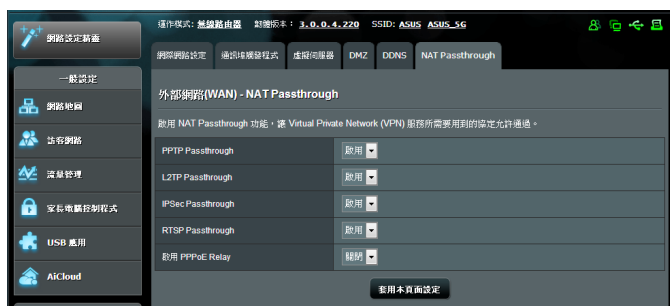 運作模式: 無線路由器 韌體版本: 3.0.0.4.220 SSID: ASUS ASUS_5G
網路設定精靈
網際網路設定 通訊埠觸發程式 虛擬伺服器 DMZ DDNS NAT Passthrough
一般設定
網路地圖
訪客網路
流量管理
家長電腦控制程式
USB 應用
AiCloud
外部網路(WAN) - NAT Passthrough
啟用 NAT Passthrough 功能,讓 Virtual Private Network (VPN) 服務所需要用到的協定允許通過。
PPTP Passthrough 啟用
L2TP Passthrough 啟用
IPSec Passthrough 啟用
RTSP Passthrough 啟用
啟用 PPPoE Relay 關閉
套用本頁面設定